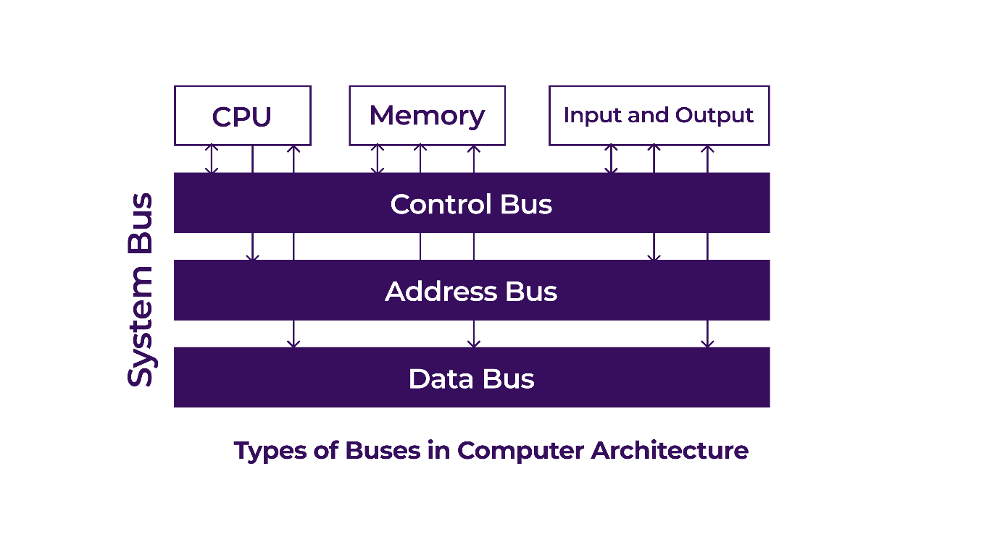 CPU
Memory
Input and Output
System Bus
Control Bus
Address Bus
Data Bus
Types of Buses in Computer Architecture